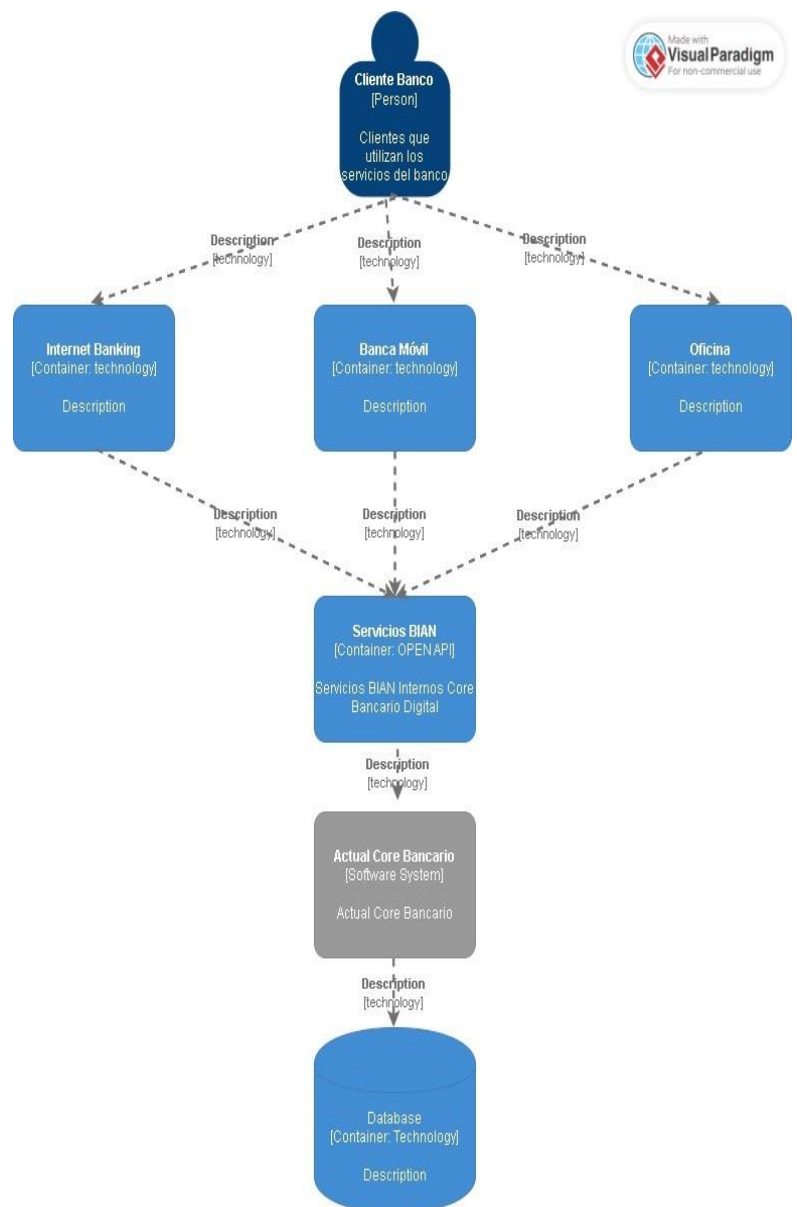 Made with
Visual Paradigm
For non-commercial use
Cliente Banco
[Person]
Clientes que
utilizan los
servicios del banco
Description
[technology]
Description
[technology]
Description
[technology]
Internet Banking
[Container: technology]
Description
Banca Móvil
[Container: technology]
Description
Oficina
[Container: technology]
Description
Description
[technology]
Description
[technology]
Description
[technology]
Servicios BIAN
[Container: OPEN API]
Servicios BIAN Internos Core
Bancario Digital
Description
[technology]
Actual Core Bancario
[Software System]
Actual Core Bancario
Description
[technology]
Database
[Container: Technology]
Description